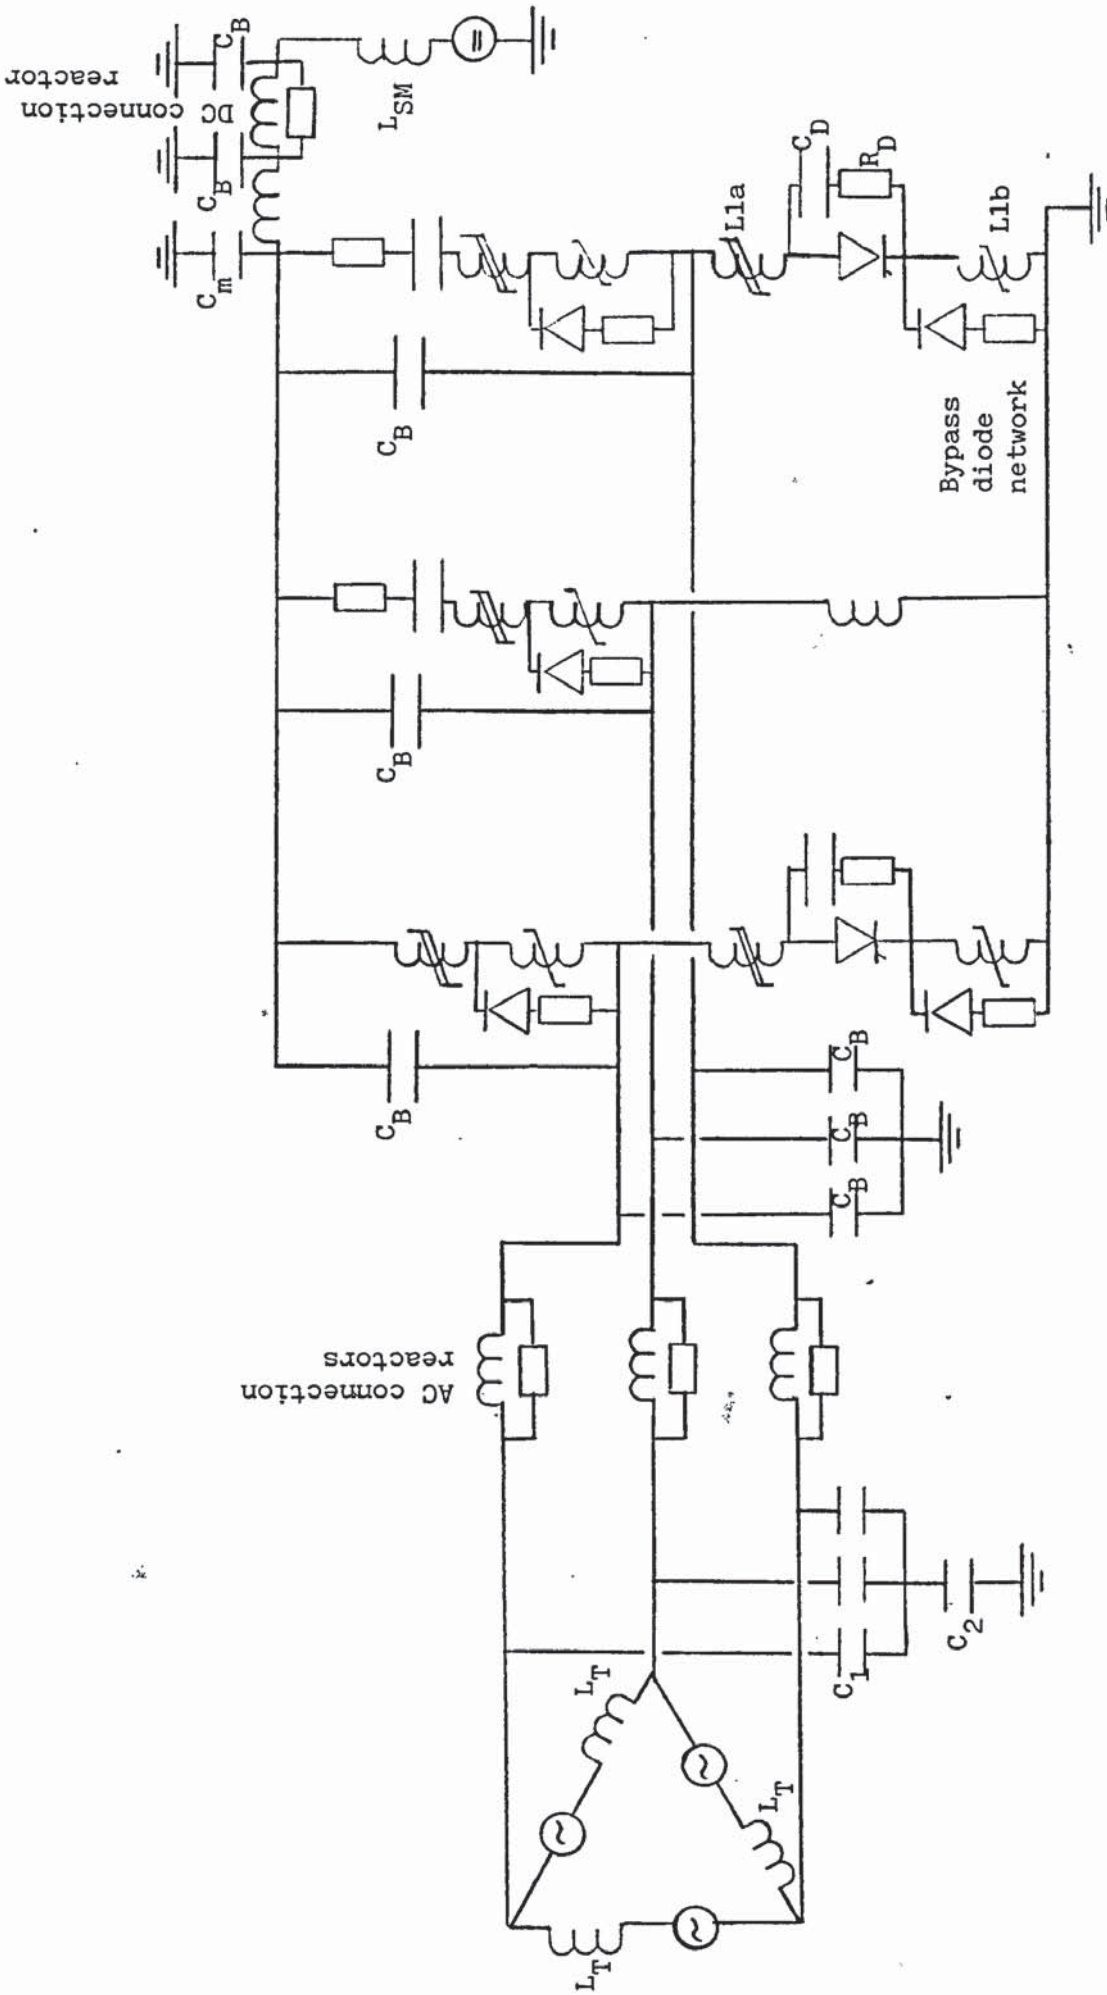 DC connection
reactor
C_B
C_B
C_m
L_SM
C_B
C_B
C_B
L1a
C_D
R_D
L1b
Bypass
diode
network
AC connection
reactors
C_B
C_B
C_B
L_T
L_T
L_T
C_1
C_2